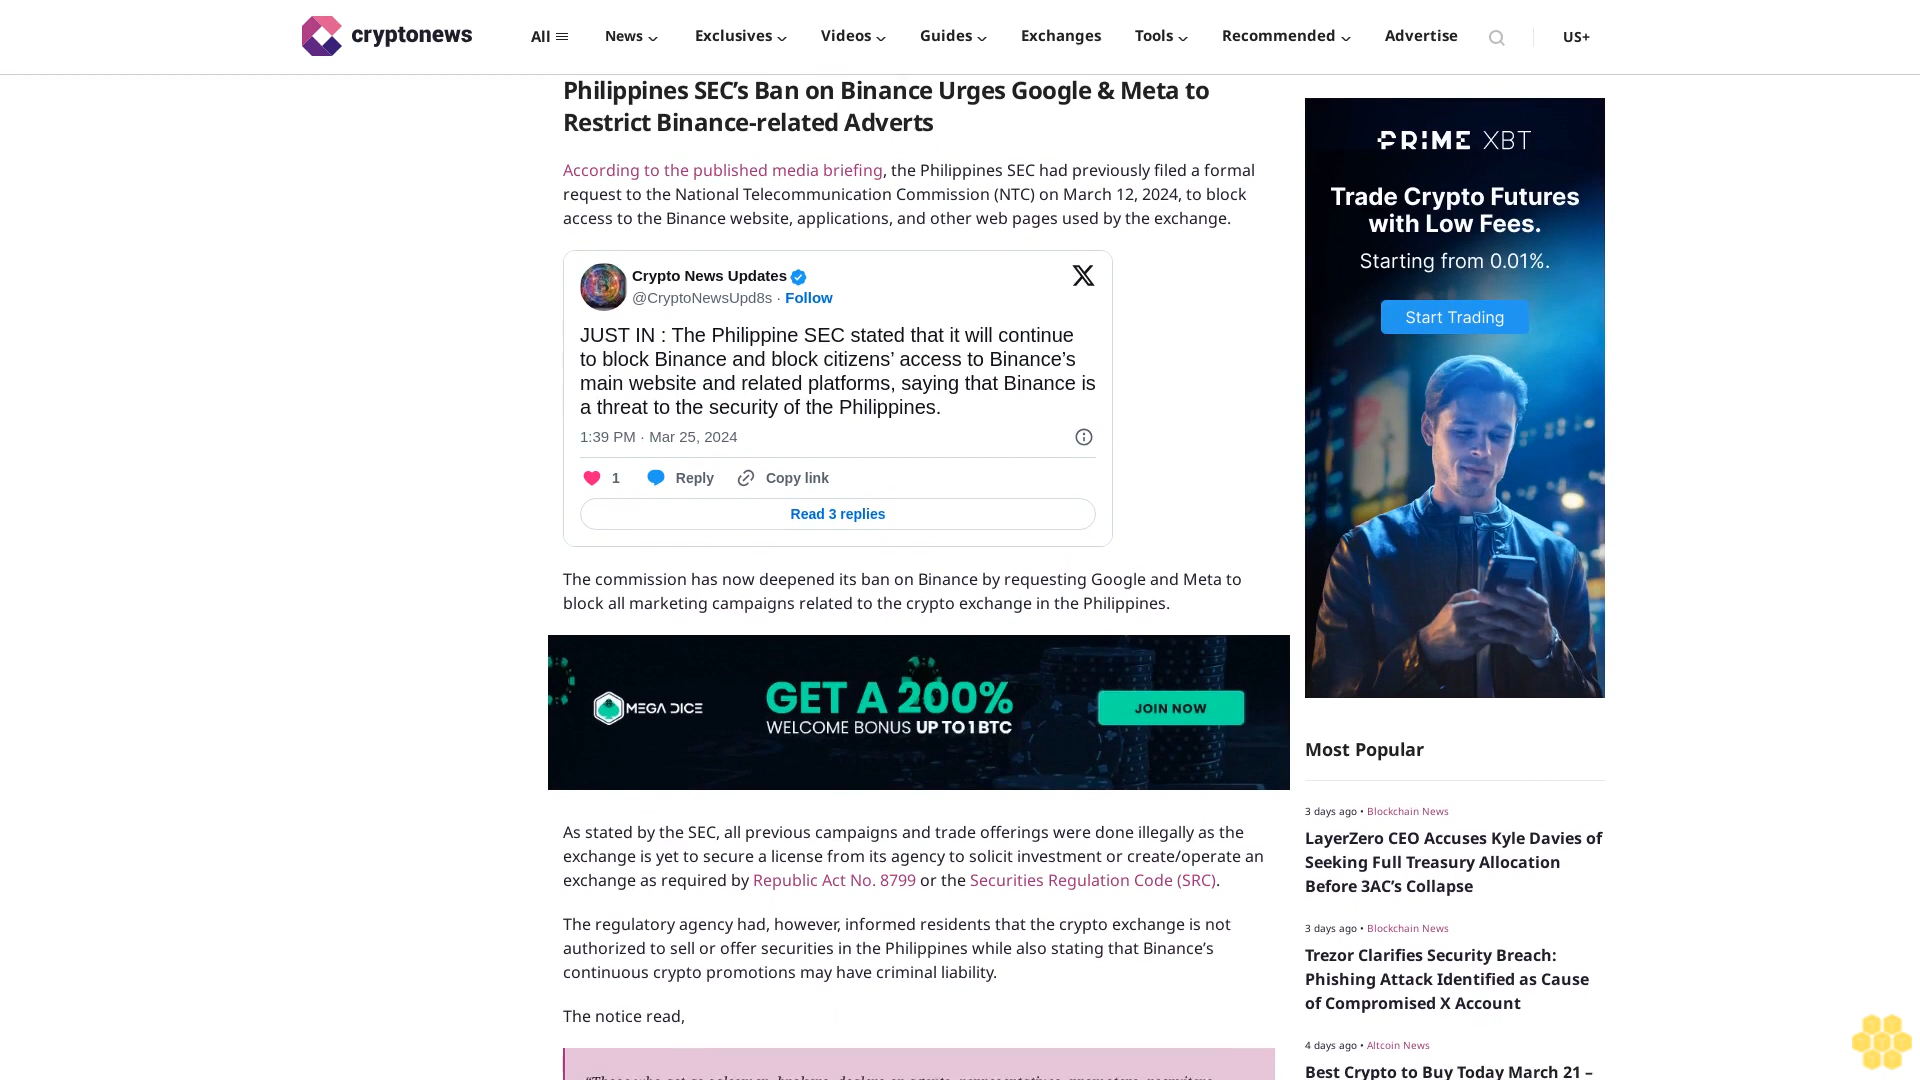 cryptonews
All
News
Exclusives
Videos
Guides
Exchanges
Tools
Recommended
Advertise
US+
Philippines SEC’s Ban on Binance Urges Google & Meta to
Restrict Binance-related Adverts
According to the published media briefing, the Philippines SEC had previously filed a formal
request to the National Telecommunication Commission (NTC) on March 12, 2024, to block
access to the Binance website, applications, and other web pages used by the exchange.
Crypto News Updates
@CryptoNewsUpd8s · Follow
JUST IN : The Philippine SEC stated that it will continue
to block Binance and block citizens’ access to Binance’s
main website and related platforms, saying that Binance is
a threat to the security of the Philippines.
1:39 PM · Mar 25, 2024
1 Reply Copy link
Read 3 replies
The commission has now deepened its ban on Binance by requesting Google and Meta to
block all marketing campaigns related to the crypto exchange in the Philippines.
MEGA DICE
GET A 200%
WELCOME BONUS UP TO 1 BTC
JOIN NOW
As stated by the SEC, all previous campaigns and trade offerings were done illegally as the
exchange is yet to secure a license from its agency to solicit investment or create/operate an
exchange as required by Republic Act No. 8799 or the Securities Regulation Code (SRC).
The regulatory agency had, however, informed residents that the crypto exchange is not
authorized to sell or offer securities in the Philippines while also stating that Binance’s
continuous crypto promotions may have criminal liability.
The notice read,
PRIME XBT
Trade Crypto Futures
with Low Fees.
Starting from 0.01%.
Start Trading
Most Popular
3 days ago • Blockchain News
LayerZero CEO Accuses Kyle Davies of
Seeking Full Treasury Allocation
Before 3AC’s Collapse
3 days ago • Blockchain News
Trezor Clarifies Security Breach:
Phishing Attack Identified as Cause
of Compromised X Account
4 days ago • Altcoin News
Best Crypto to Buy Today March 21 –